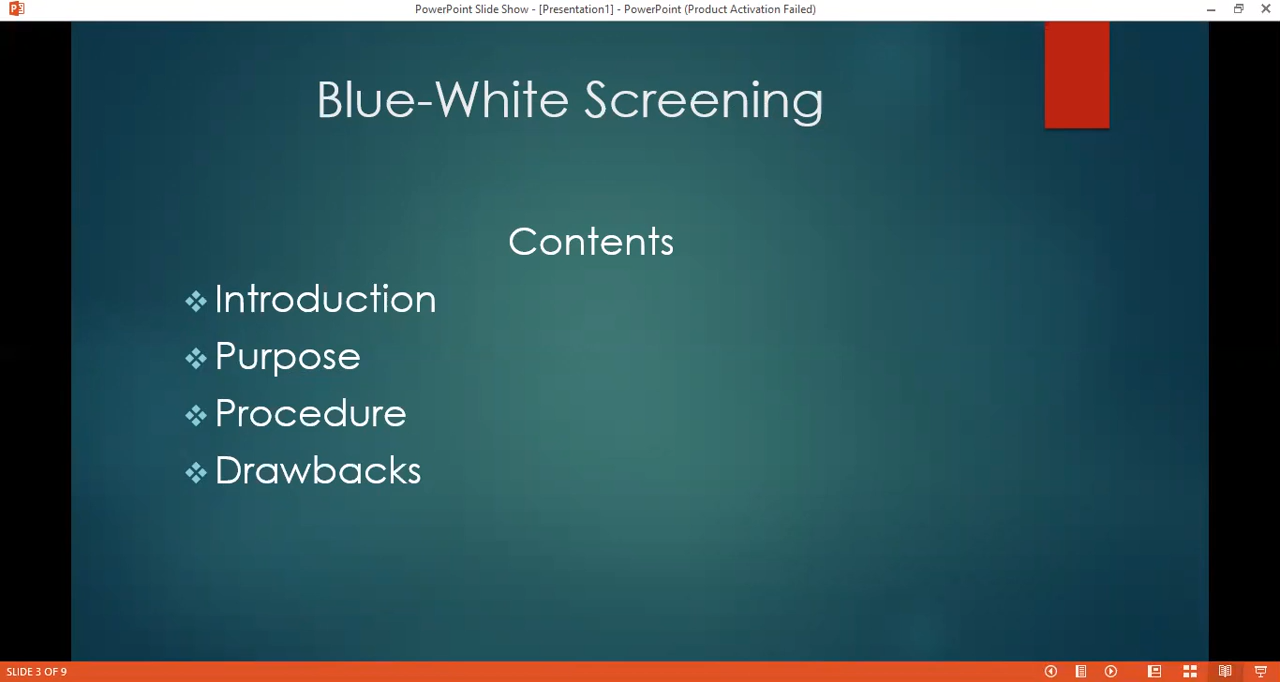 PowerPoint Slide Show - [Presentation1] - PowerPoint (Product Activation Failed)
Blue-White Screening
Contents
Introduction
Purpose
Procedure
Drawbacks
SLIDE 3 OF 9